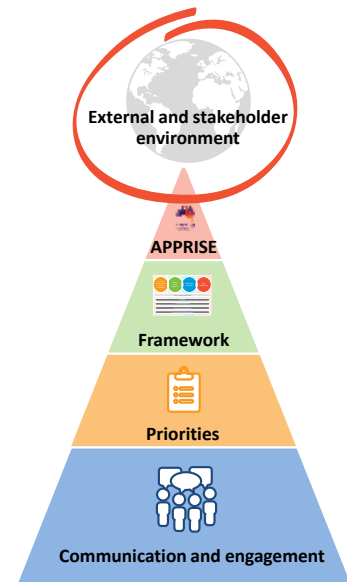 External and stakeholder
environment
APPRISE
Framework
Priorities
Communication and engagement